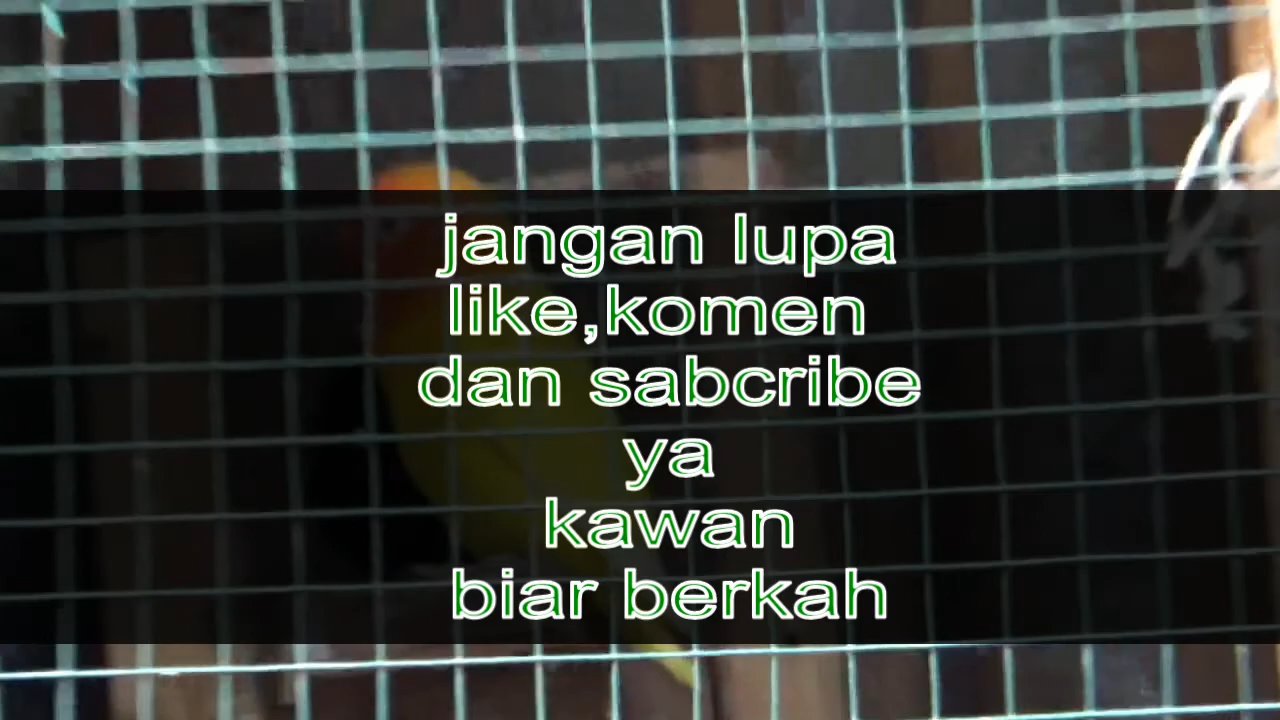 jangan lupa
like,komen
dan sabcribe
ya
kawan
biar berkah